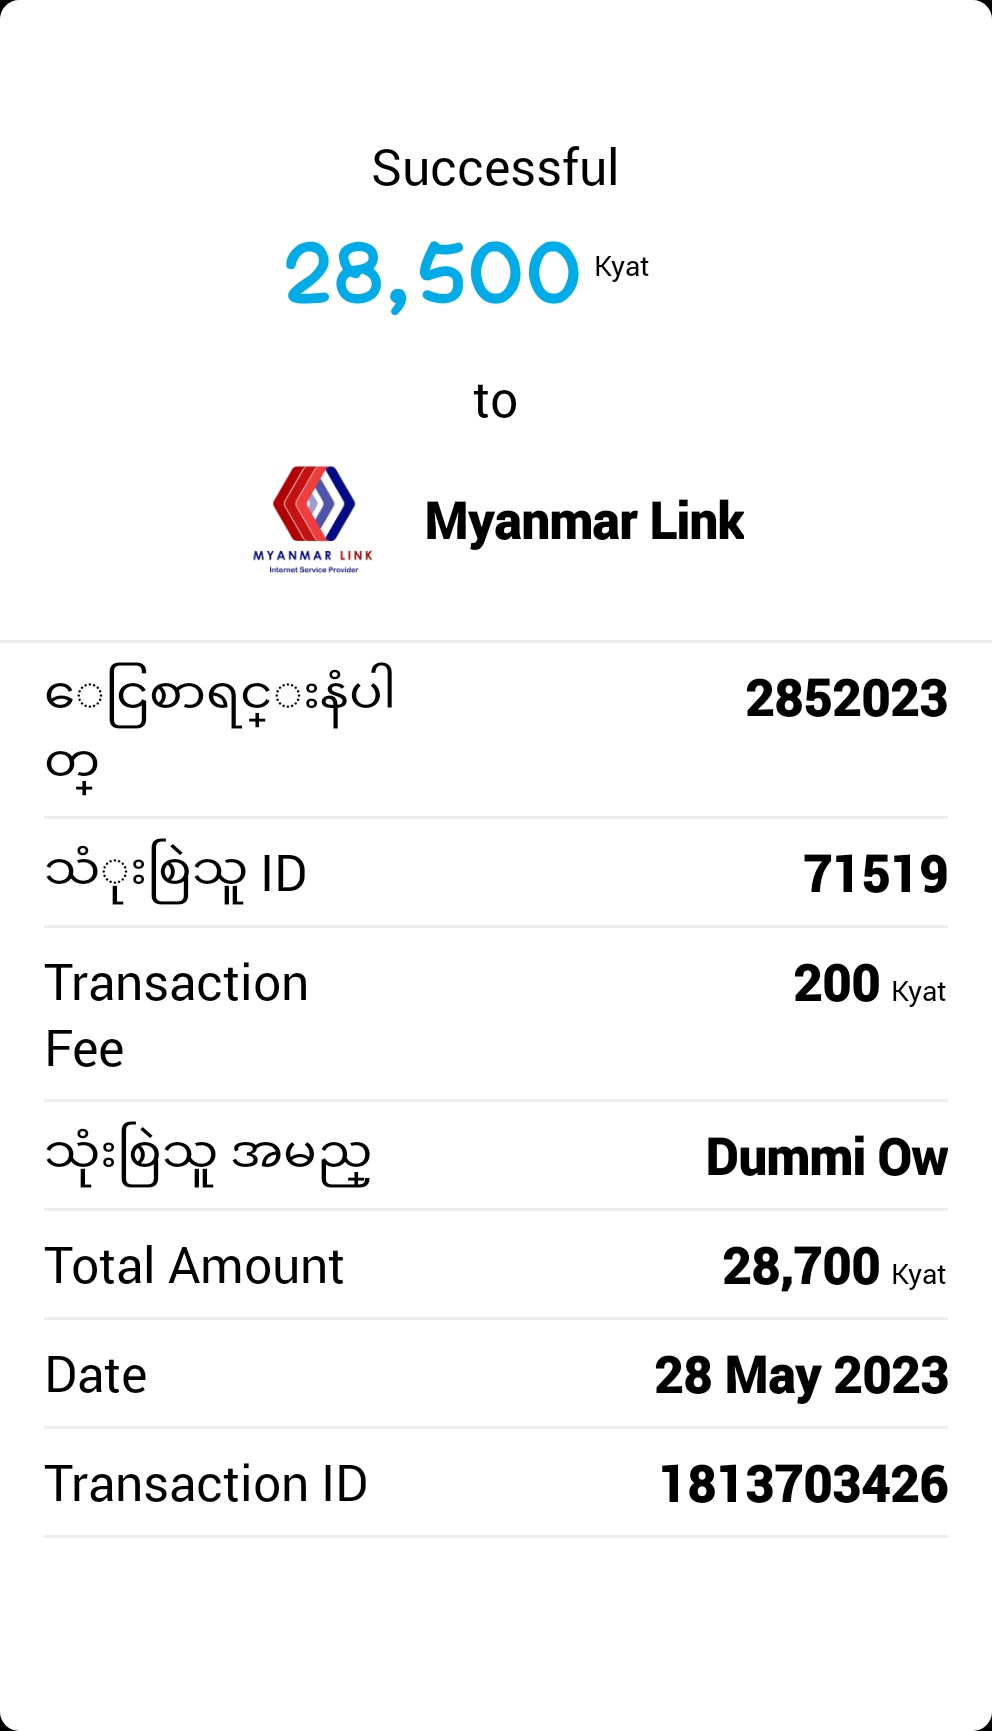 Successful
28,500 Kyat
to
MYANMAR LINK
Internet Service Provider
Myanmar Link
ေငြစာရင္းနံပါ
တ္
2852023
သံုးစြဲသူ ID
71519
Transaction
Fee
200 Kyat
သုံးစြဲသူ အမည္
Dummi Ow
Total Amount
28,700 Kyat
Date
28 May 2023
Transaction ID
1813703426